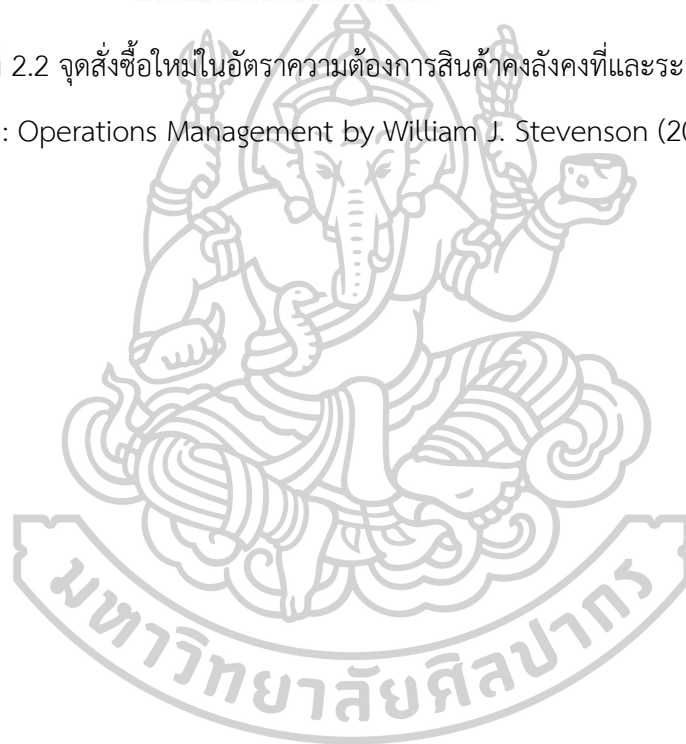 2.2 จุดสั่งซื้อใหม่ในอัตราความต้องการสินค้าคงลังคงที่และระ
: Operations Management by William J. Stevenson (20
มหาวิทยาลัยศิลปากร